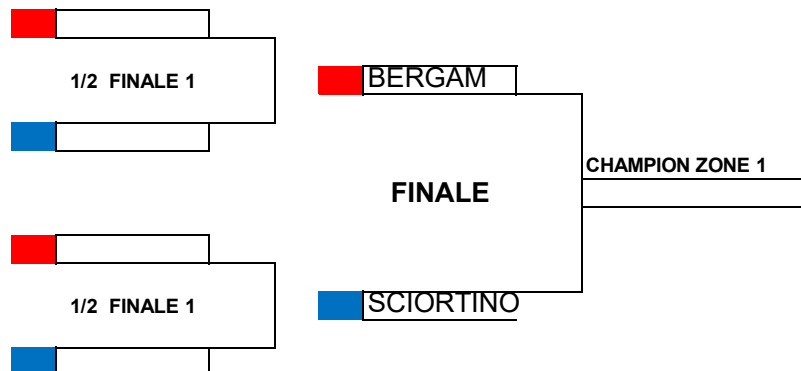 1/2 FINALE 1
BERGAM
CHAMPION ZONE 1
FINALE
1/2 FINALE 1
SCIORTINO